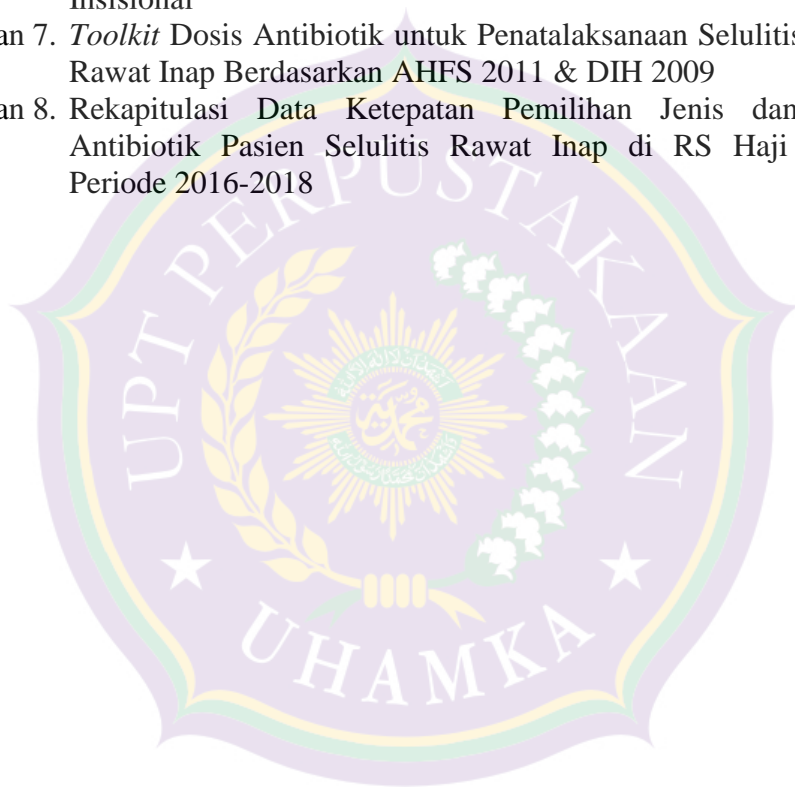 Insisional
an 7. Toolkit Dosis Antibiotik untuk Penatalaksanaan Selulitis
Rawat Inap Berdasarkan AHFS 2011 & DIH 2009
an 8. Rekapitulasi Data Ketepatan Pemilihan Jenis dan
Antibiotik Pasien Selulitis Rawat Inap di RS Haji
Periode 2016-2018
UPT PERPUSTAKAAN
UHAMKA